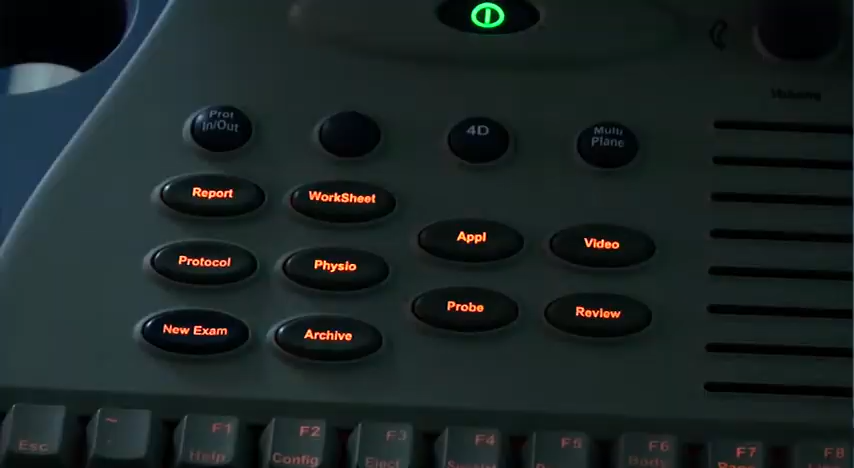 Prot
In/Out
4D
Multi
Plane
Volume
Report
WorkSheet
Appl
Video
Protocol
Physio
Probe
Review
New Exam
Archive
Esc
~
F1
Help
F2
Config
F3
Eject
F4
F5
F6
Body
F7
F8